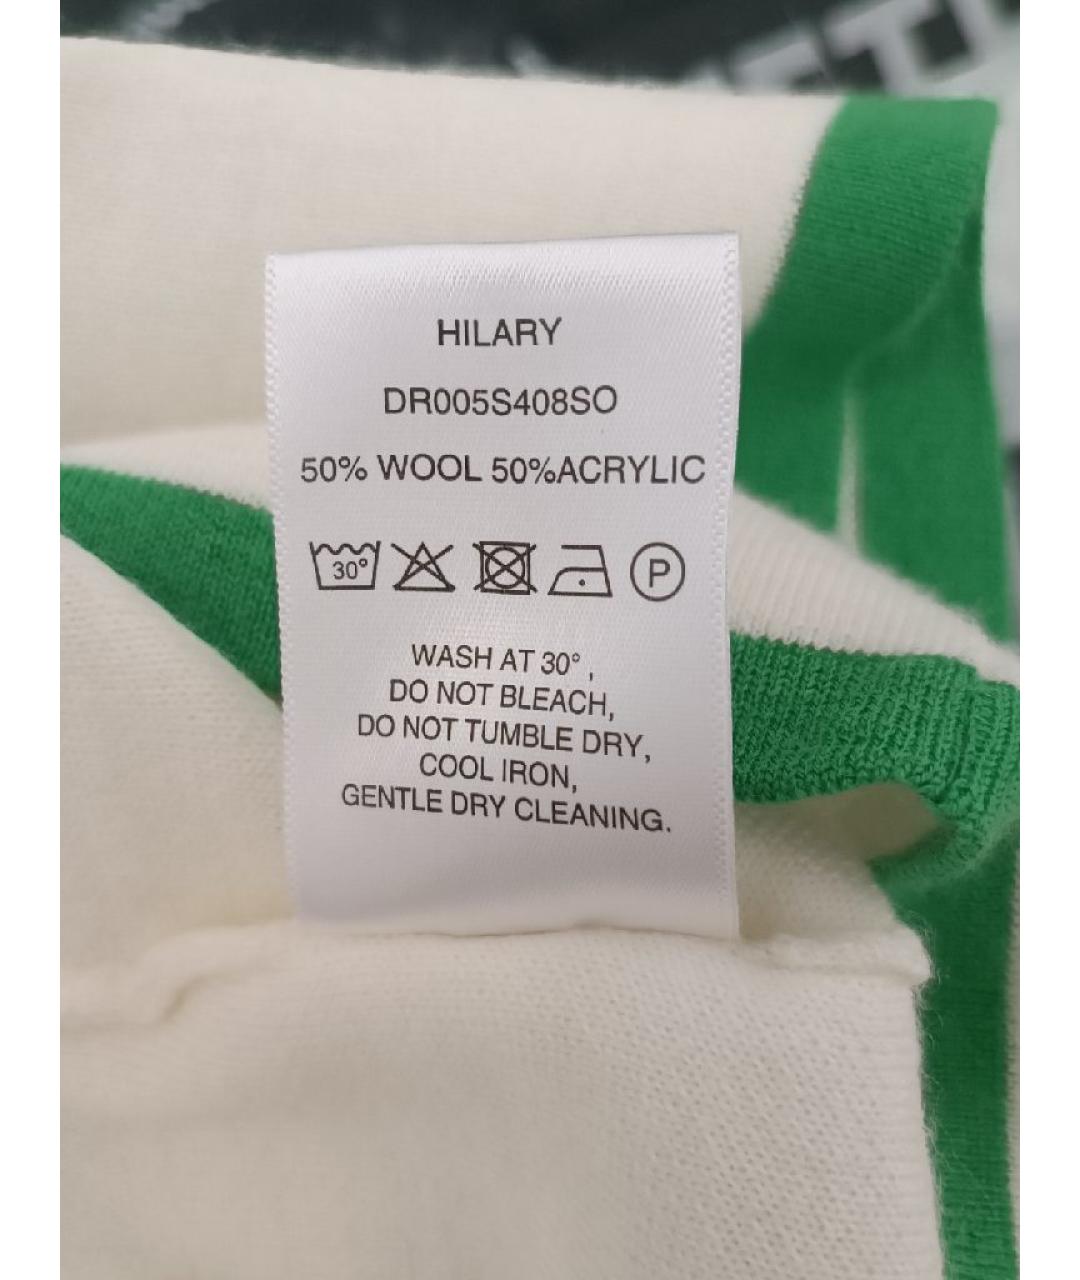 HILARY
DR005S408SO
50% WOOL 50%ACRYLIC
30° P
WASH AT 30° ,
DO NOT BLEACH,
DO NOT TUMBLE DRY,
COOL IRON,
GENTLE DRY CLEANING.